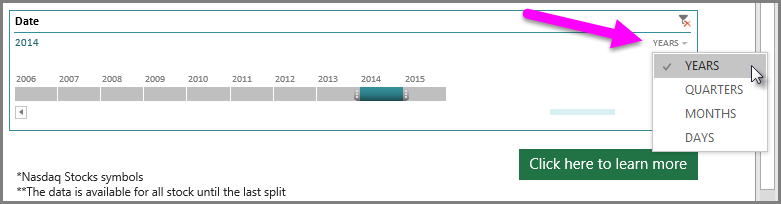 Date
2014
YEARS
2006 2007 2008 2009 2010 2011 2012 2013 2014 2015
YEARS
QUARTERS
MONTHS
DAYS
Click here to learn more
*Nasdaq Stocks symbols
**The data is available for all stock until the last split